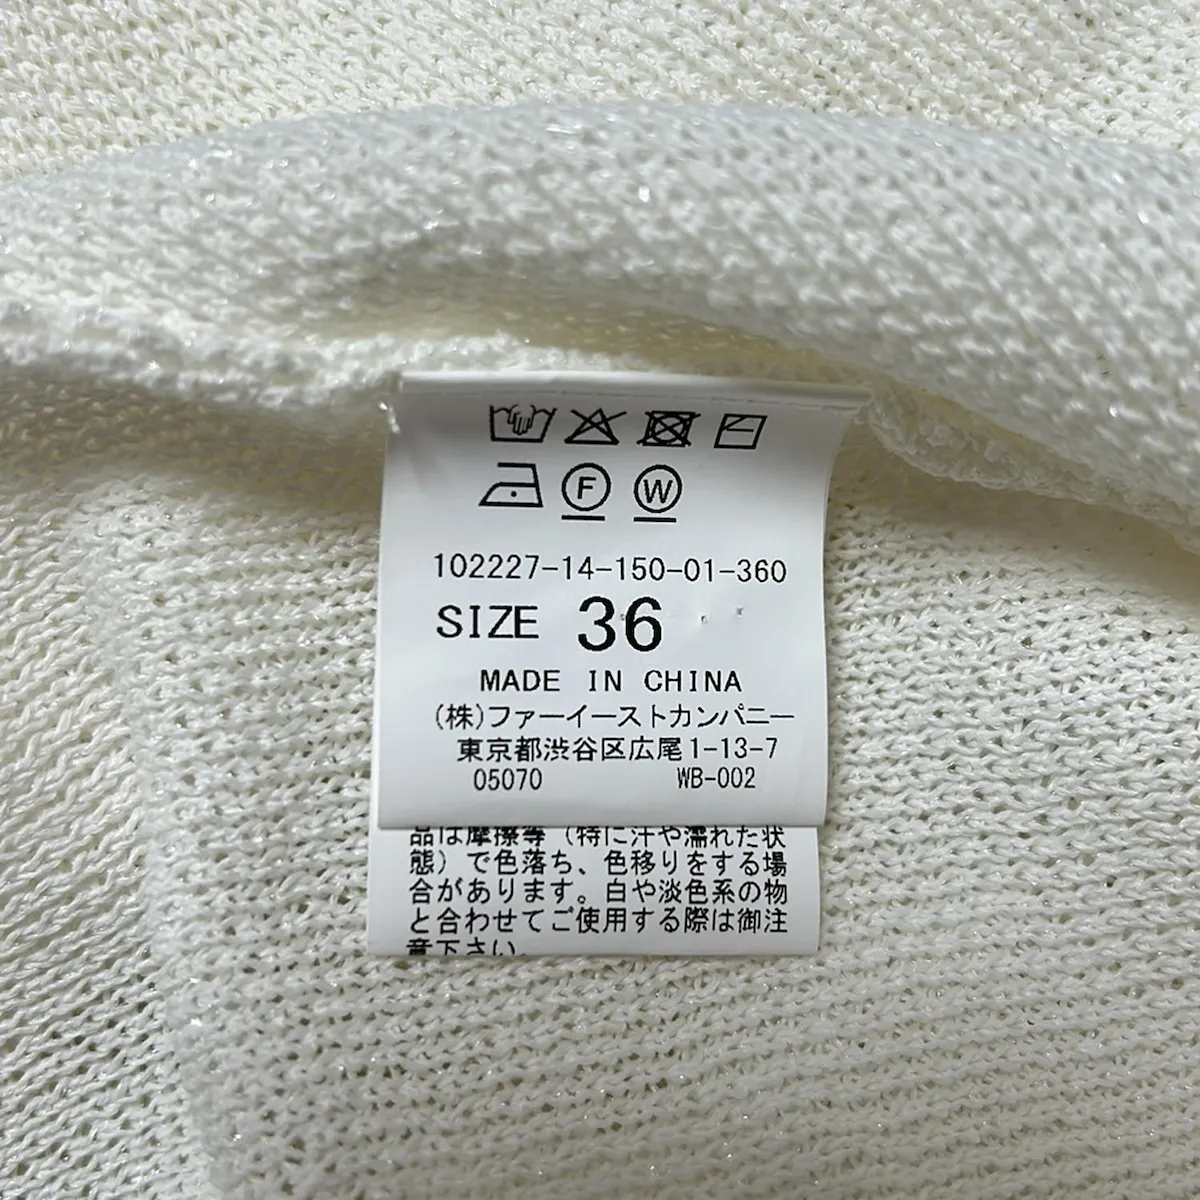 F W
102227-14-150-01-360
SIZE 36
MADE IN CHINA
(株)ファーイーストカンパニー
東京都渋谷区広尾1-13-7
05070 WB-002
品は摩擦等（特に汗や濡れた状
態）で色落ち、色移りをする場
合があります。白や淡色系の物
と合わせてご使用する際は御注
意下さい。